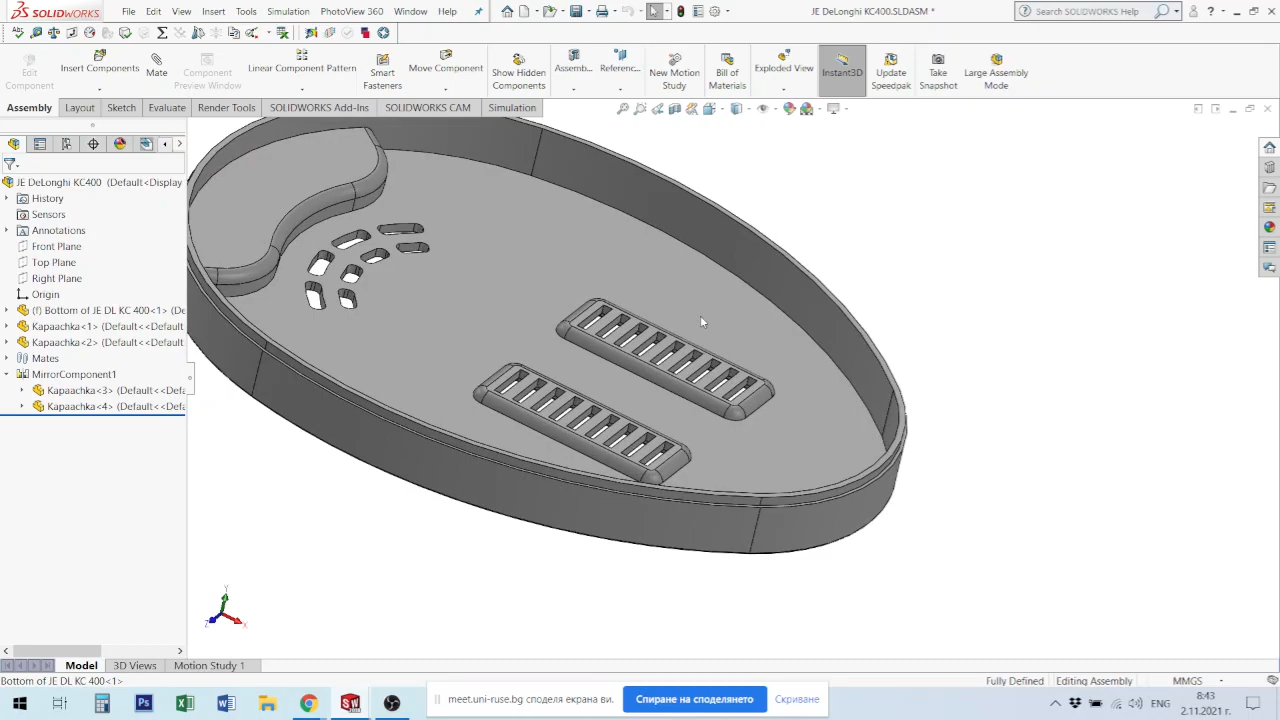 SOLIDWORKS File Edit View Insert Tools Simulation PhotoView 360 Window Help JE DeLonghi KC400.SLDASM * Search SOLIDWORKS Help
Edit Component
Insert Components
Mate
Component Preview Window
Linear Component Pattern
Smart Fasteners
Move Component
Show Hidden Components
Assemb...
Referenc...
New Motion Study
Bill of Materials
Exploded View
Instant3D
Update Speedpak
Take Snapshot
Large Assembly Mode
Assembly Layout Sketch Evaluate Render Tools SOLIDWORKS Add-Ins SOLIDWORKS CAM Simulation
JE DeLonghi KC400 (Default<Display
History
Sensors
Annotations
Front Plane
Top Plane
Right Plane
Origin
(f) Bottom of JE DL KC 400<1> (De
Kapaachka<1> (Default<<Default
Kapaachka<2> (Default<<Default
Mates
MirrorComponent1
Kapaachka<3> (Default<<Defa
Kapaachka<4> (Default<<Defa
Y
X
Z
Model 3D Views Motion Study 1
Bottom of JE DL KC 400<1> Fully Defined Editing Assembly MMGS
meet.uni-ruse.bg споделя екрана ви. Спиране на споделянето Скриване
ENG
8:43
2.11.2021 г.